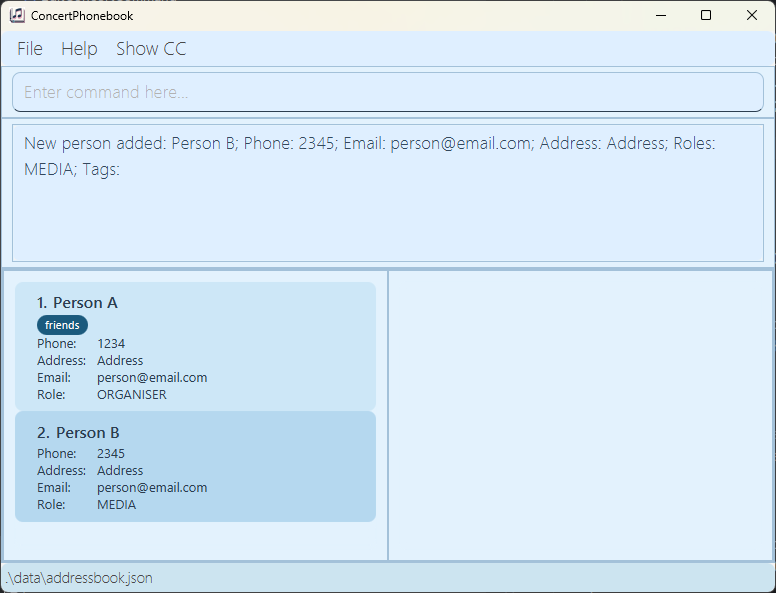 ConcertPhonebook
File Help Show CC
Enter command here...
New person added: Person B; Phone: 2345; Email: person@email.com; Address: Address; Roles:
MEDIA; Tags:
1. Person A
friends
Phone: 1234
Address: Address
Email: person@email.com
Role: ORGANISER
2. Person B
Phone: 2345
Address: Address
Email: person@email.com
Role: MEDIA
.\data\addressbook.json